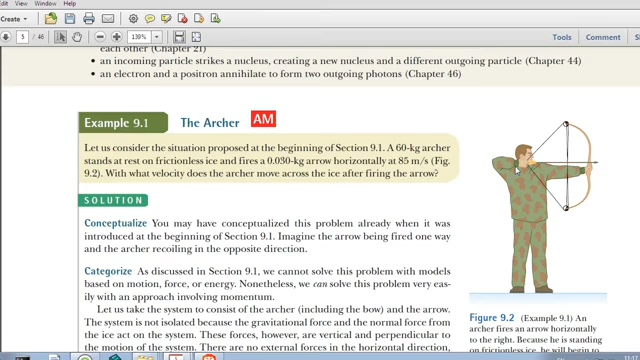 Create
File
View
Window
Help
5 / 46
139%
Tools
Comment
each other (Chapter 21)
• an incoming particle strikes a nucleus, creating a new nucleus and a different outgoing particle (Chapter 44)
• an electron and a positron annihilate to form two outgoing photons (Chapter 46)
Example 9.1 The Archer AM
Let us consider the situation proposed at the beginning of Section 9.1. A 60-kg archer
stands at rest on frictionless ice and fires a 0.030-kg arrow horizontally at 85 m/s (Fig.
9.2). With what velocity does the archer move across the ice after firing the arrow?
SOLUTION
Conceptualize You may have conceptualized this problem already when it was
introduced at the beginning of Section 9.1. Imagine the arrow being fired one way
and the archer recoiling in the opposite direction.
Categorize As discussed in Section 9.1, we cannot solve this problem with models
based on motion, force, or energy. Nonetheless, we can solve this problem very eas-
ily with an approach involving momentum.
Let us take the system to consist of the archer (including the bow) and the arrow.
The system is not isolated because the gravitational force and the normal force from
the ice act on the system. These forces, however, are vertical and perpendicular to
the motion of the system. There are no external forces in the horizontal direction,
Figure 9.2 (Example 9.1) An
archer fires an arrow horizontally
to the right. Because he is standing
on frictionless ice, he will begin to